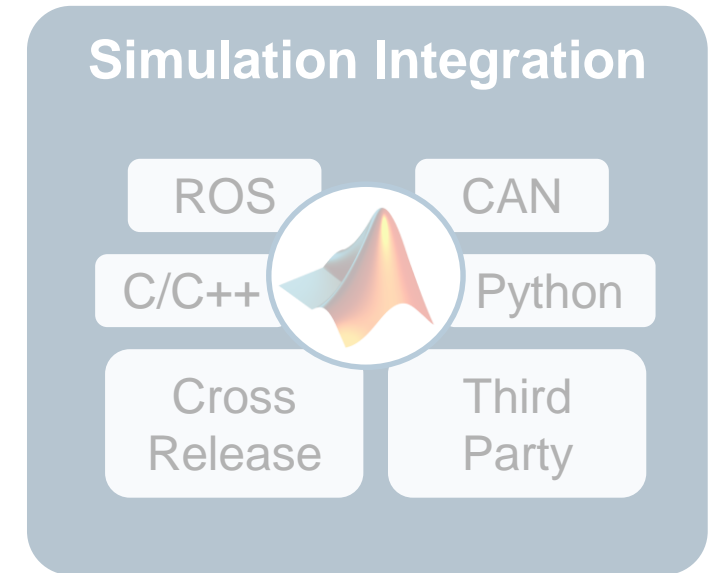 Simulation Integration
ROS
CAN
C/C++
Python
Cross
Release
Third
Party